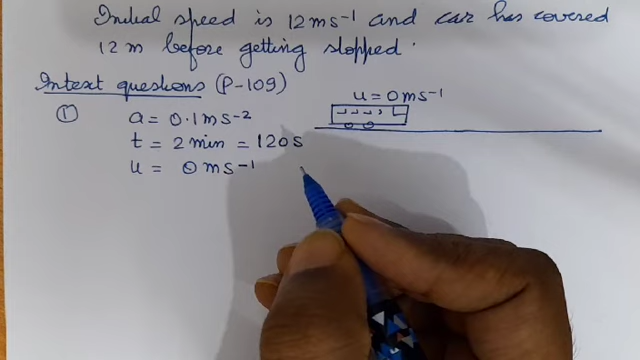 Initial speed is 12 ms⁻¹ and car has covered
12 m before getting stopped.
Intext questions (P-109)
u = 0 ms⁻¹
① a = 0.1 ms⁻²
t = 2 min = 120 s
u = 0 ms⁻¹